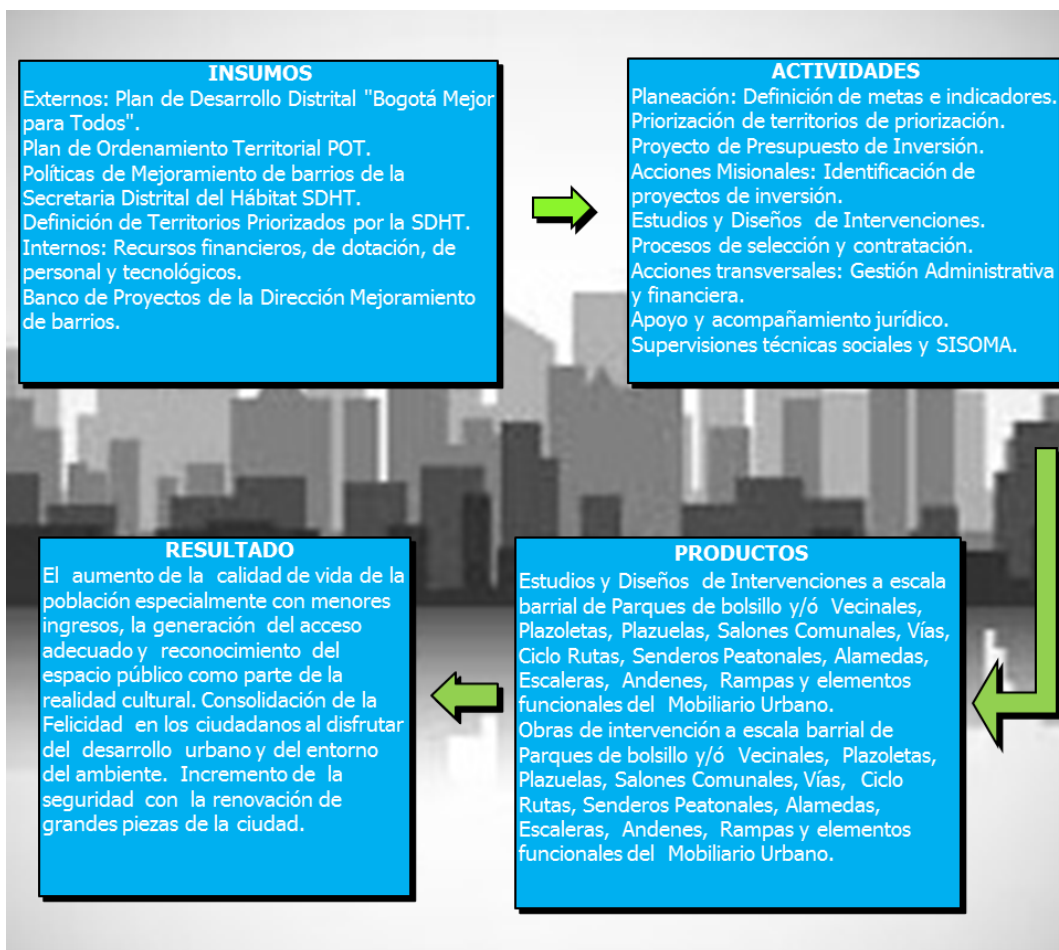 INSUMOS
Externos: Plan de Desarrollo Distrital "Bogotá Mejor
para Todos".
Plan de Ordenamiento Territorial POT.
Políticas de Mejoramiento de barrios de la
Secretaria Distrital del Hábitat SDHT.
Definición de Territorios Priorizados por la SDHT.
Internos: Recursos financieros, de dotación, de
personal y tecnológicos.
Banco de Proyectos de la Dirección Mejoramiento
de barrios.
ACTIVIDADES
Planeación: Definición de metas e indicadores.
Priorización de territorios de priorización.
Proyecto de Presupuesto de Inversión.
Acciones Misionales: Identificación de
proyectos de inversión.
Estudios y Diseños de Intervenciones.
Procesos de selección y contratación.
Acciones transversales: Gestión Administrativa
y financiera.
Apoyo y acompañamiento jurídico.
Supervisiones técnicas sociales y SISOMA.
PRODUCTOS
Estudios y Diseños de Intervenciones a escala
barrial de Parques de bolsillo y/ó Vecinales,
Plazoletas, Plazuelas, Salones Comunales, Vías,
Ciclo Rutas, Senderos Peatonales, Alamedas,
Escaleras, Andenes, Rampas y elementos
funcionales del Mobiliario Urbano.
Obras de intervención a escala barrial de
Parques de bolsillo y/ó Vecinales, Plazoletas,
Plazuelas, Salones Comunales, Vías, Ciclo
Rutas, Senderos Peatonales, Alamedas,
Escaleras, Andenes, Rampas y elementos
funcionales del Mobiliario Urbano.
RESULTADO
El aumento de la calidad de vida de la
población especialmente con menores
ingresos, la generación del acceso
adecuado y reconocimiento del
espacio público como parte de la
realidad cultural. Consolidación de la
Felicidad en los ciudadanos al disfrutar
del desarrollo urbano y del entorno
del ambiente. Incremento de la
seguridad con la renovación de
grandes piezas de la ciudad.